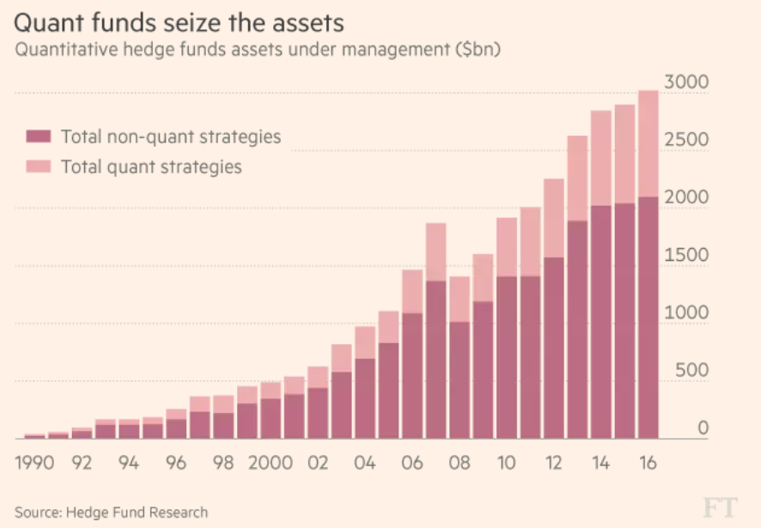 Quant funds seize the assets
Quantitative hedge funds assets under management ($bn)
3000
Total non-quant strategies
Total quant strategies
2500
2000
1500
1000
500
0
1990 92 94 96 98 2000 02 04 06 08 10 12 14 16
Source: Hedge Fund Research
FT